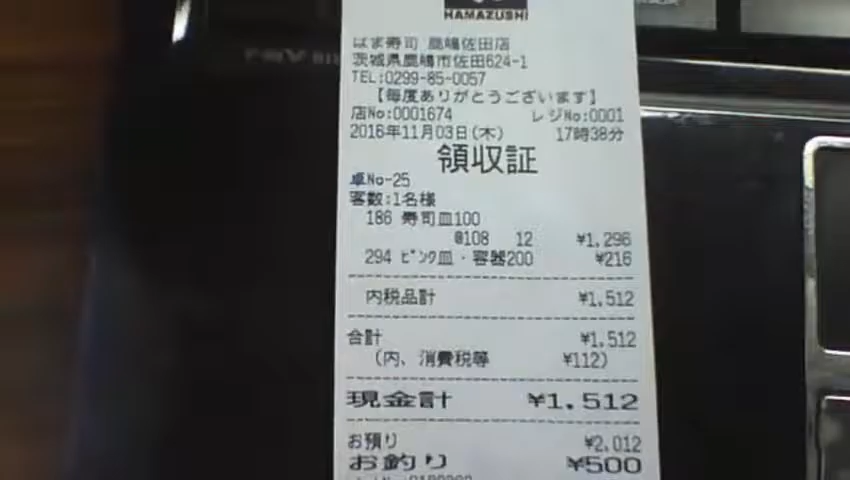 HAMAZUSHI
はま寿司 鹿嶋佐田店
茨城県鹿嶋市佐田624-1
TEL:0299-85-0057
【毎度ありがとうございます】
店No:0001674 レジNo:0001
2016年11月03日(木) 17時38分
領収証
卓No-25
客数:1名様
186 寿司皿100
@108 12 ¥1,296
294 ピンク皿・容器200 ¥216
内税品計 ¥1,512
合計 ¥1,512
(内、消費税等 ¥112)
現金計 ¥1,512
お預り ¥2,012
お釣り ¥500